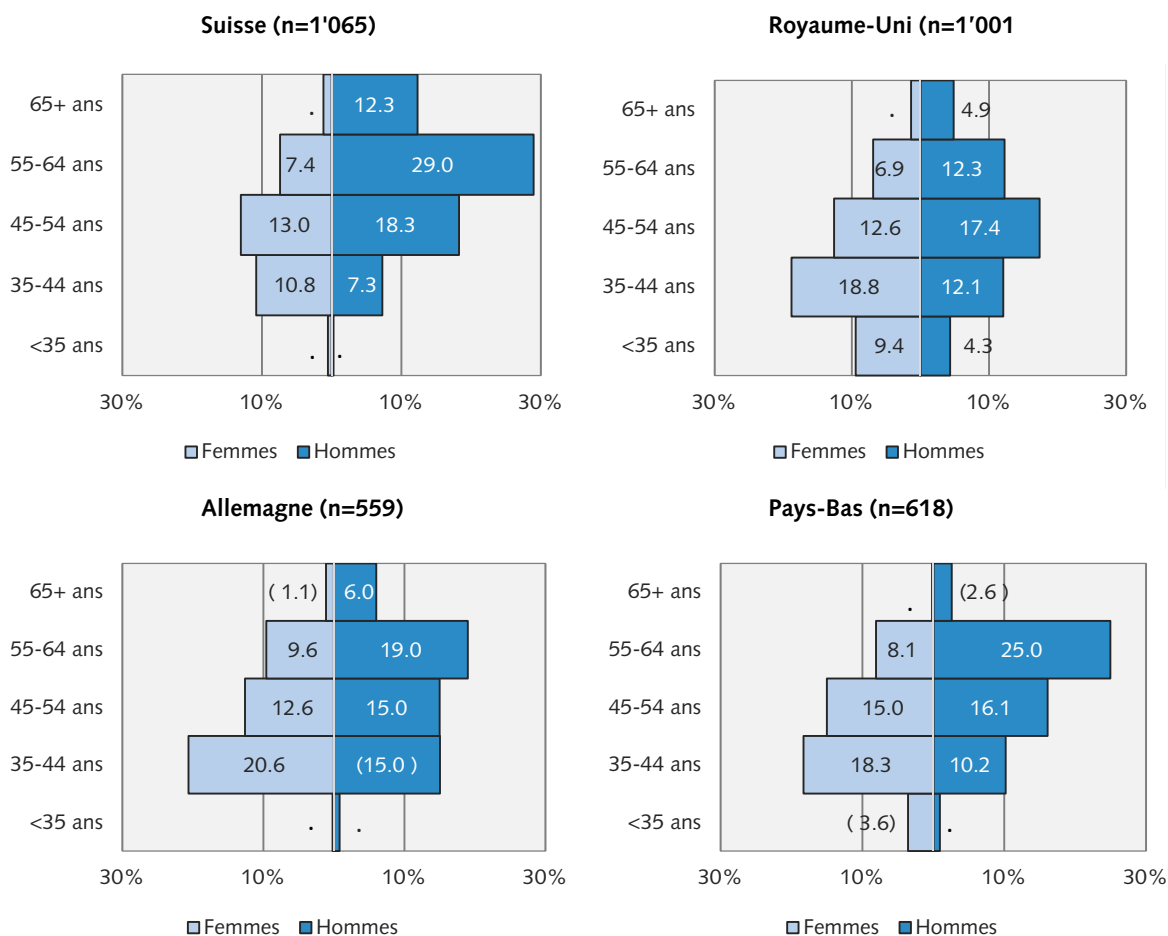 Suisse (n=1'065)
65+ ans . 12.3
55-64 ans 7.4 29.0
45-54 ans 13.0 18.3
35-44 ans 10.8 7.3
<35 ans . .
30% 10% 10% 30%
Femmes Hommes
Royaume-Uni (n=1’001
65+ ans . 4.9
55-64 ans 6.9 12.3
45-54 ans 12.6 17.4
35-44 ans 18.8 12.1
<35 ans 9.4 4.3
30% 10% 10% 30%
Femmes Hommes
Allemagne (n=559)
65+ ans ( 1.1) 6.0
55-64 ans 9.6 19.0
45-54 ans 12.6 15.0
35-44 ans 20.6 (15.0 )
<35 ans . .
30% 10% 10% 30%
Femmes Hommes
Pays-Bas (n=618)
65+ ans . (2.6 )
55-64 ans 8.1 25.0
45-54 ans 15.0 16.1
35-44 ans 18.3 10.2
<35 ans ( 3.6) .
30% 10% 10% 30%
Femmes Hommes